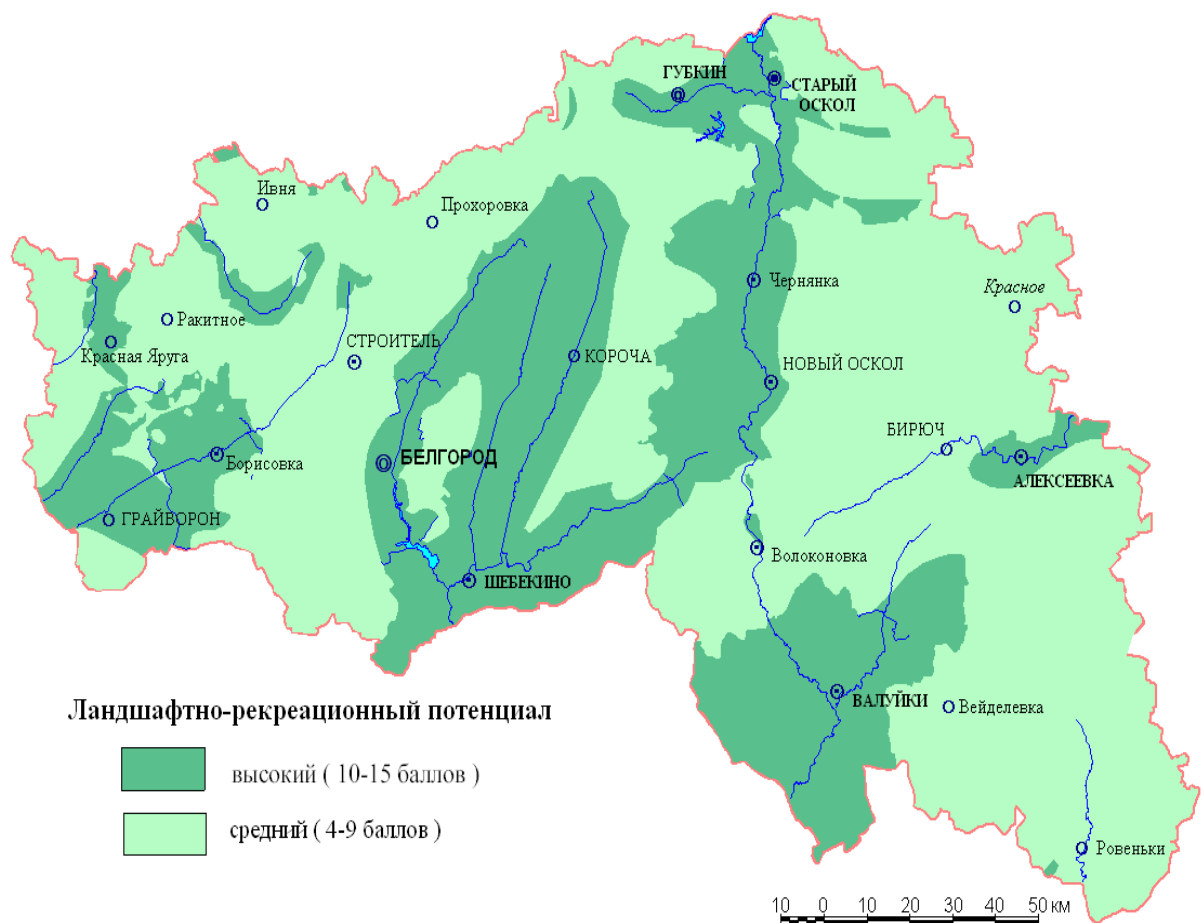 ГУБКИН
СТАРЫЙ
ОСКОЛ
Ивня
Прохоровка
Чернянка
Красное
Ракитное
Красная Яруга
СТРОИТЕЛЬ
КОРОЧА
НОВЫЙ ОСКОЛ
БИРЮЧ
Борисовка
БЕЛГОРОД
АЛЕКСЕЕВКА
ГРАЙВОРОН
Волоконовка
ШЕБЕКИНО
ВАЛУЙКИ
Вейделевка
Ровеньки
Ландшафтно-рекреационный потенциал
высокий ( 10-15 баллов )
средний ( 4-9 баллов )
10 0 10 20 30 40 50 км